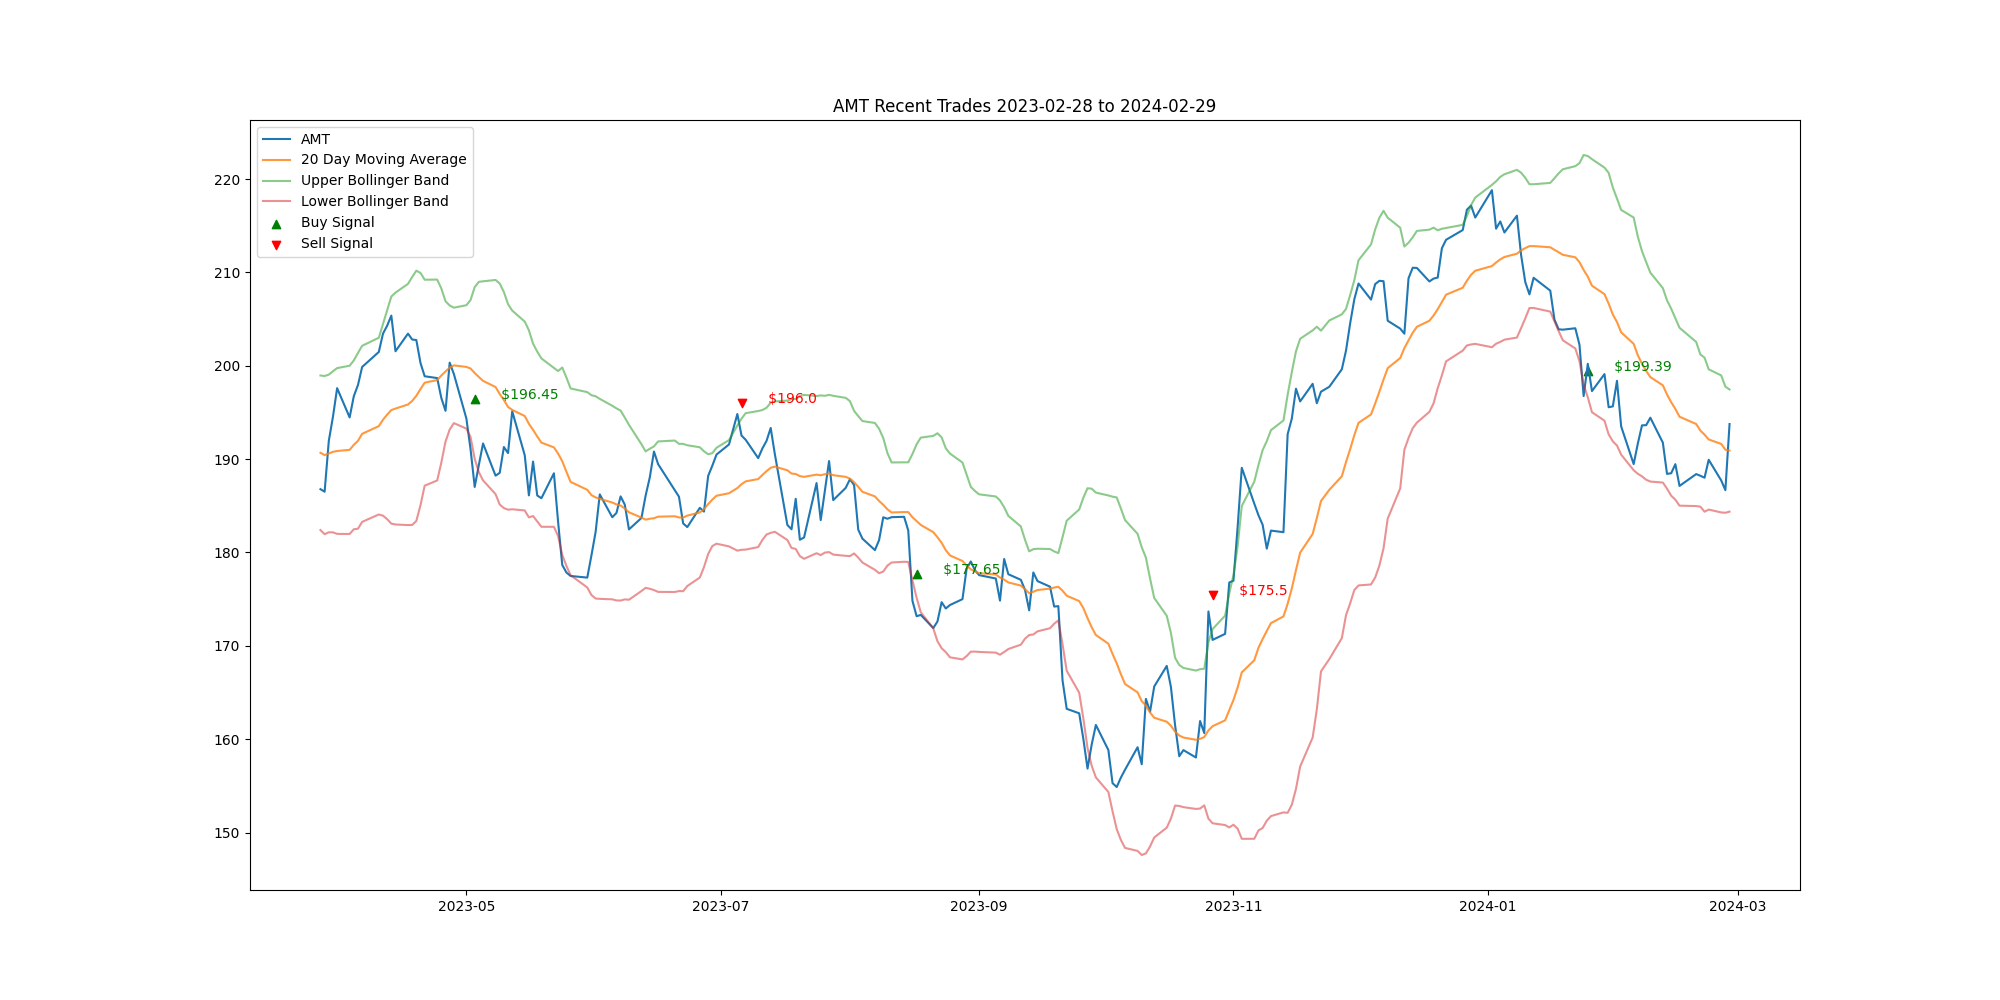 AMT Recent Trades 2023-02-28 to 2024-02-29
AMT
20 Day Moving Average
Upper Bollinger Band
Lower Bollinger Band
Buy Signal
Sell Signal
220
210
200
190
180
170
160
150
$196.45
$196.0
$177.65
$175.5
$199.39
2023-05
2023-07
2023-09
2023-11
2024-01
2024-03